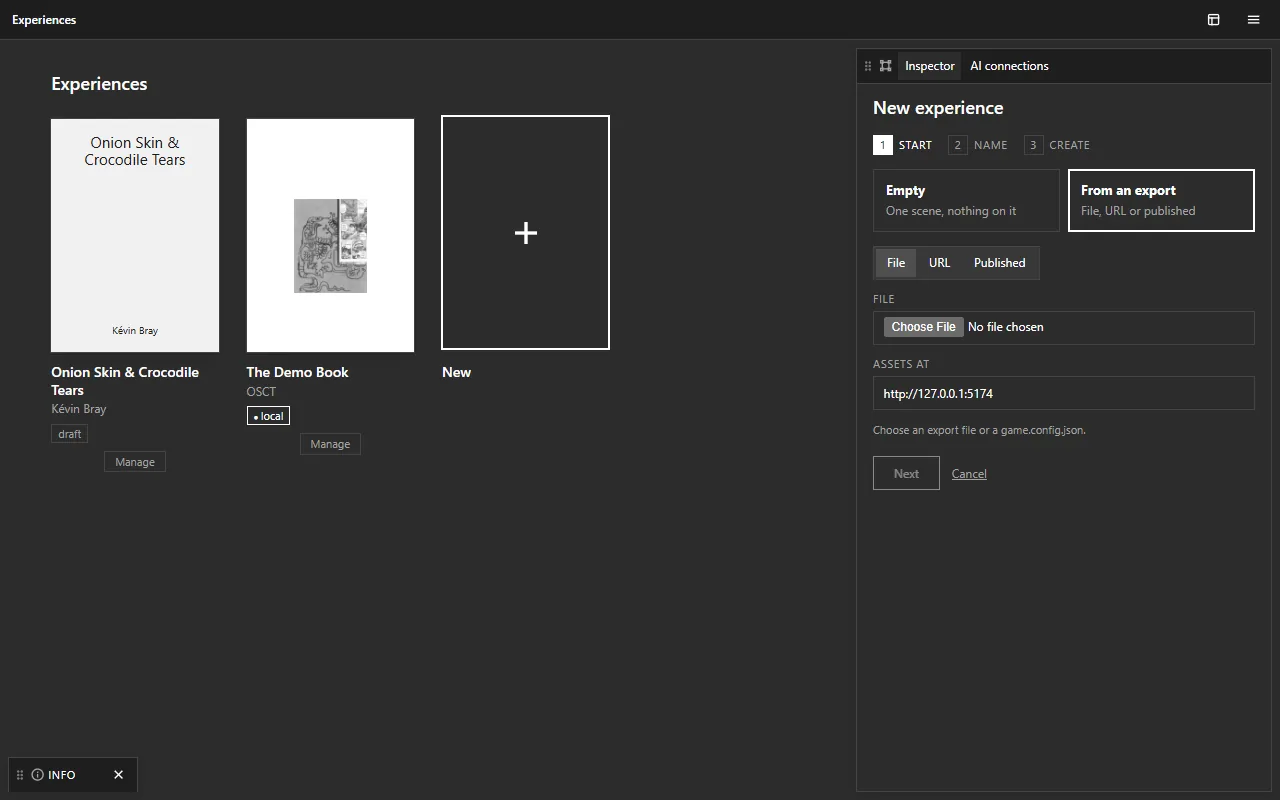 Experiences
Inspector
AI connections
Experiences
Onion Skin &
Crocodile Tears
Kévin Bray
Onion Skin & Crocodile
Tears
Kévin Bray
draft
Manage
The Demo Book
OSCT
• local
Manage
+
New
New experience
1 START
2 NAME
3 CREATE
Empty
One scene, nothing on it
From an export
File, URL or published
File
URL
Published
FILE
Choose File No file chosen
ASSETS AT
http://127.0.0.1:5174
Choose an export file or a game.config.json.
Next
Cancel
INFO